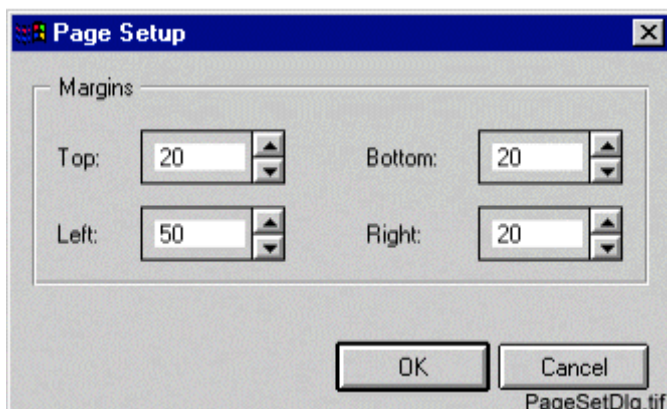 Page Setup
Margins
Top: 20 Bottom: 20
Left: 50 Right: 20
OK Cancel
PageSetDlg.tif